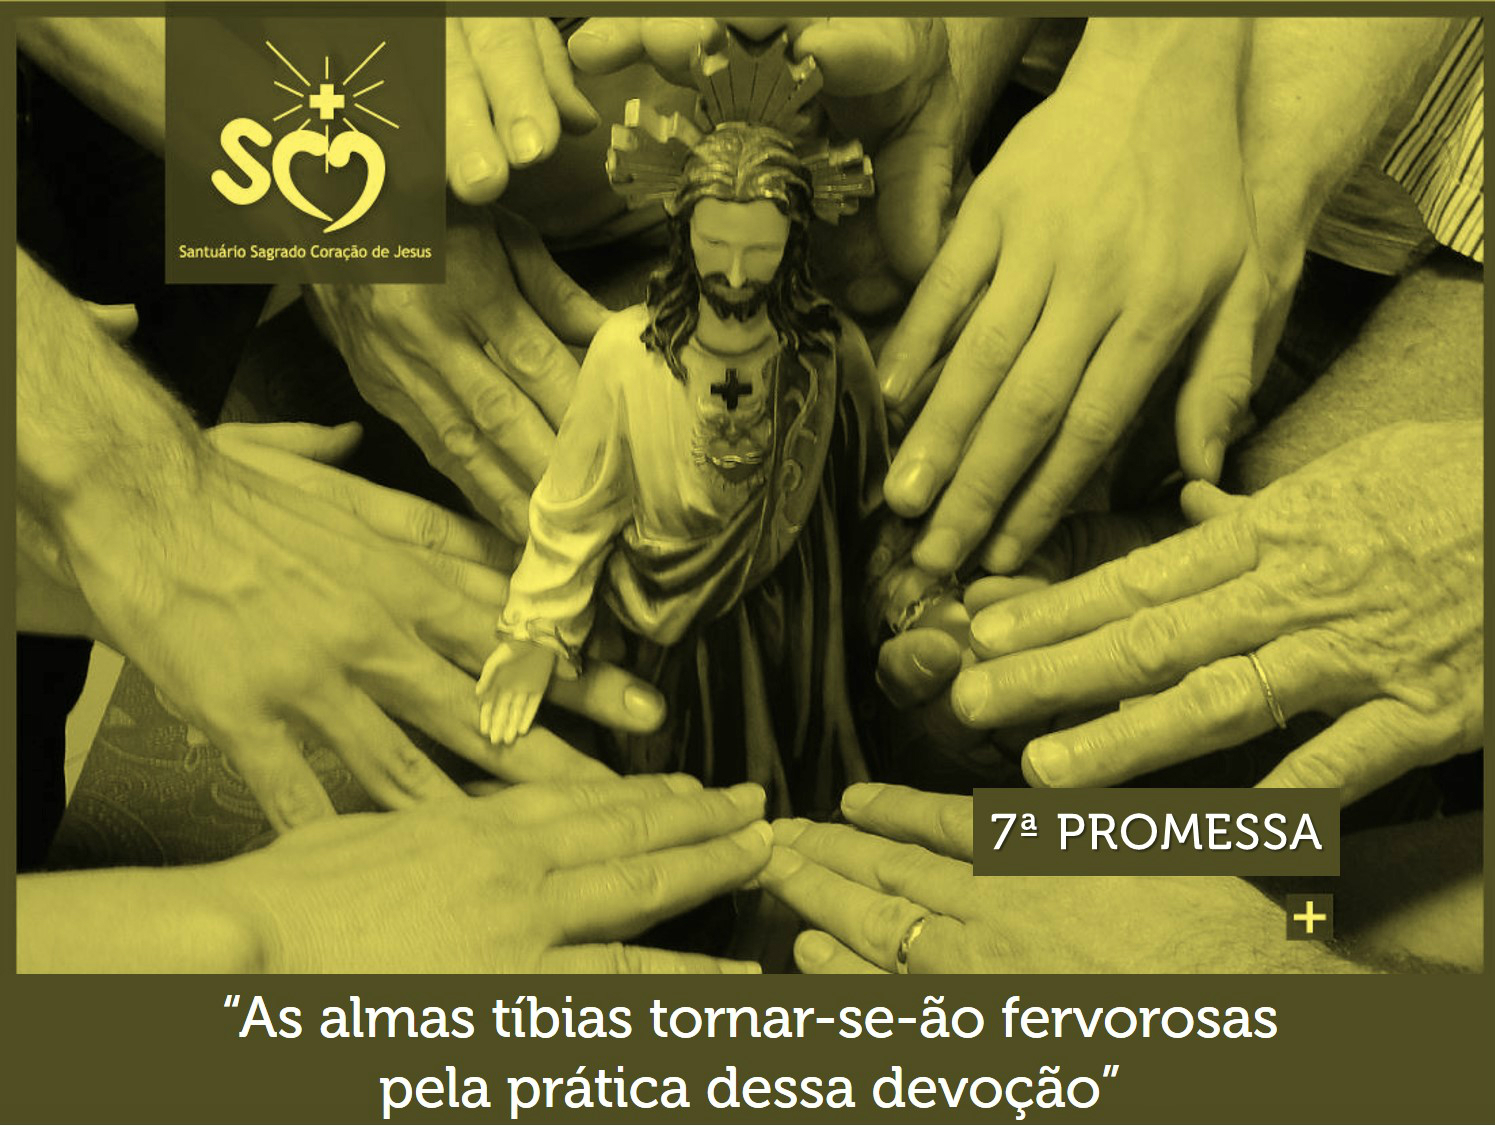 SC
Santuário Sagrado Coração de Jesus
7ª PROMESSA
“As almas tíbias tornar-se-ão fervorosas
pela prática dessa devoção”